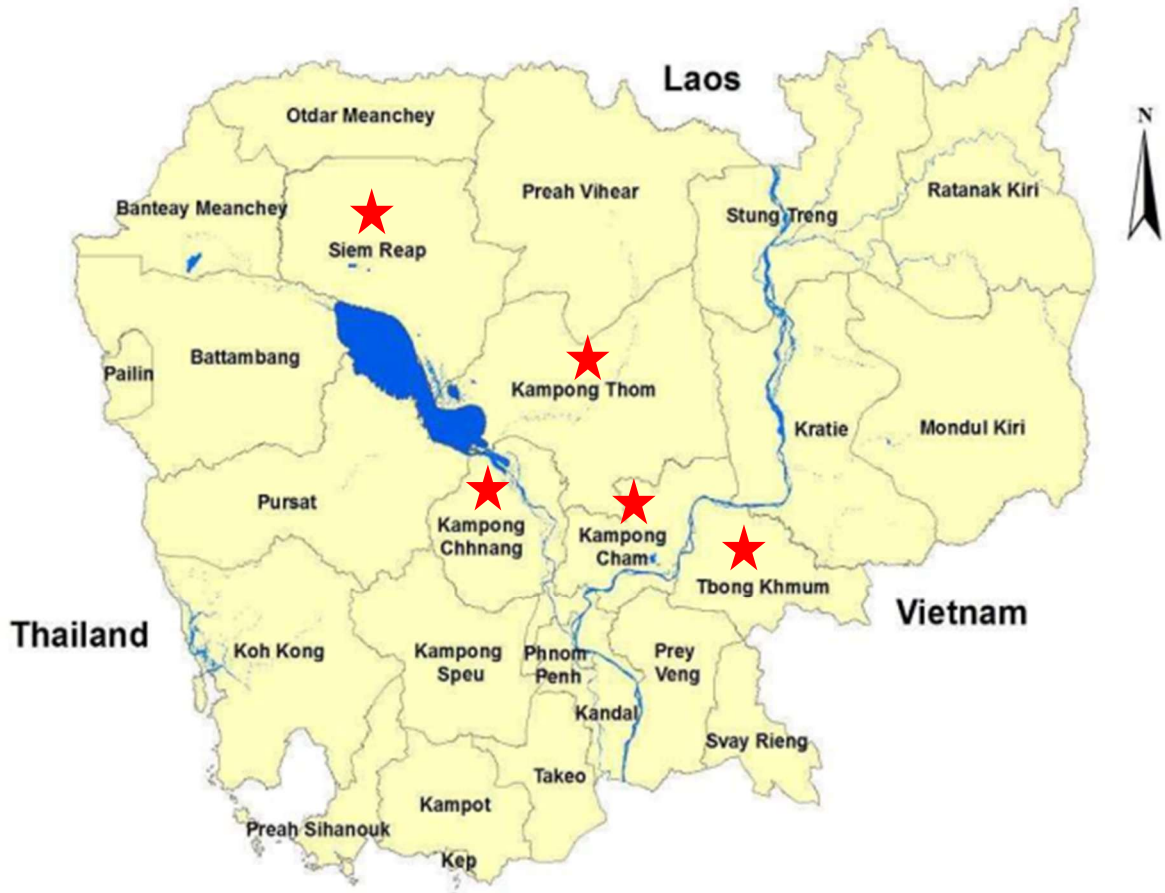 Laos
N
Otdar Meanchey
Preah Vihear
Ratanak Kiri
Banteay Meanchey
Stung Treng
Siem Reap
Battambang
Pailin
Kampong Thom
Kratie
Mondul Kiri
Pursat
Kampong
Chhnang
Kampong
Cham
Tbong Khmum
Vietnam
Thailand
Koh Kong
Kampong
Speu
Phnom
Penh
Prey
Veng
Kandal
Svay Rieng
Takeo
Kampot
Preah Sihanouk
Kep